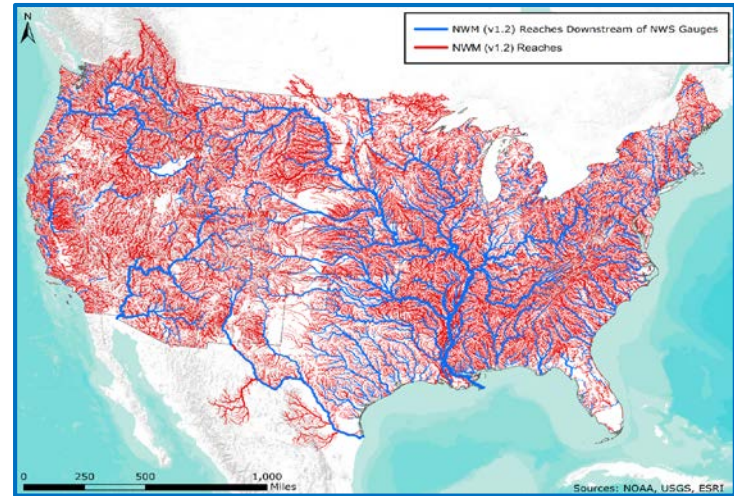 N
NWM (v1.2) Reaches Downstream of NWS Gauges
NWM (v1.2) Reaches
0 250 500 1,000
Miles
Sources: NOAA, USGS, ESRI